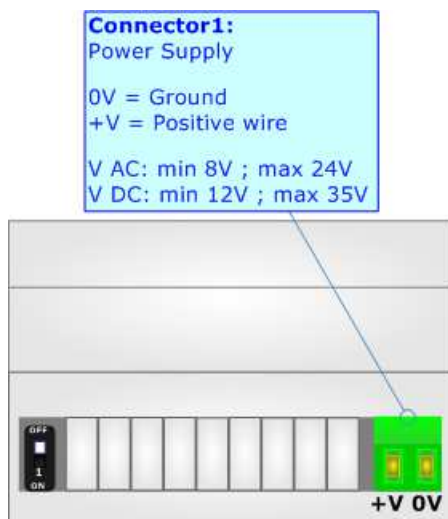 Connector1:
Power Supply
0V = Ground
+V = Positive wire
V AC: min 8V ; max 24V
V DC: min 12V ; max 35V
OFF
1
ON
+V 0V